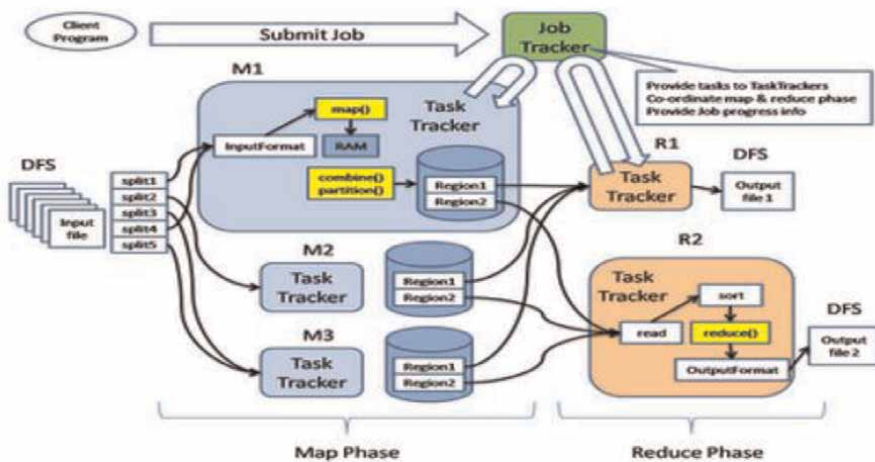 Client
Program
Submit Job
Job
Tracker
Provide tasks to TaskTrackers
Co-ordinate map & reduce phase
Provide Job progress info
M1
map()
Task
Tracker
InputFormat
RAM
combine()
partition()
Region1
Region2
DFS
Input
file
split1
split2
split3
split4
split5
M2
Task
Tracker
Region1
Region2
M3
Task
Tracker
Region1
Region2
R1
Task
Tracker
DFS
Output
file 1
R2
Task
Tracker
sort
read
reduce()
OutputFormat
DFS
Output
file 2
Map Phase
Reduce Phase